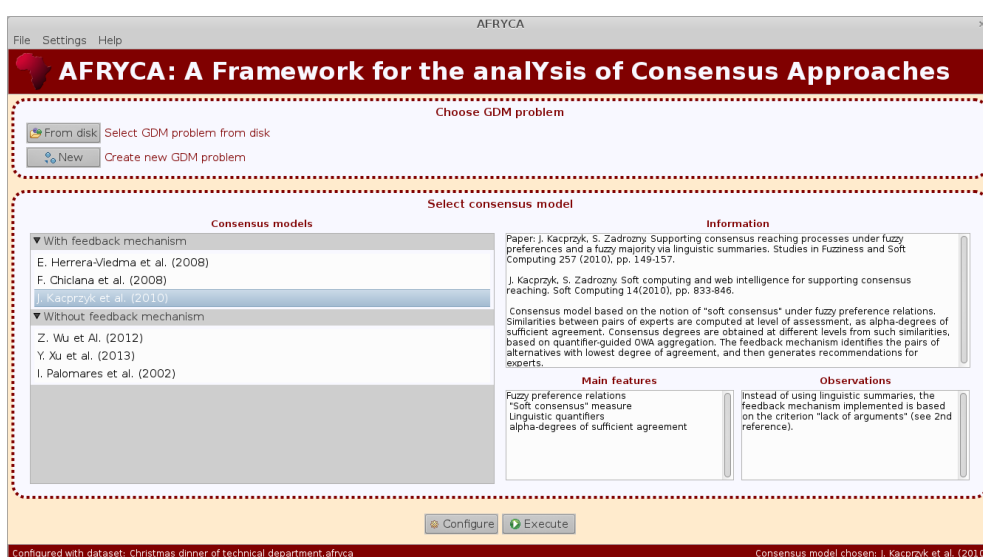 AFRYCA
File Settings Help
AFRYCA: A Framework for the analYsis of Consensus Approaches
Choose GDM problem
From disk Select GDM problem from disk
New Create new GDM problem
Select consensus model
Consensus models
With feedback mechanism
E. Herrera-Viedma et al. (2008)
F. Chiclana et al. (2008)
J. Kacprzyk et al. (2010)
Without feedback mechanism
Z. Wu et Al. (2012)
Y. Xu et al. (2013)
I. Palomares et al. (2002)
Information
Paper: J. Kacprzyk, S. Zadrozny. Supporting consensus reaching processes under fuzzy
preferences and a fuzzy majority via linguistic summaries. Studies in Fuzziness and Soft
Computing 257 (2010), pp. 149-157.
J. Kacprzyk, S. Zadrozny. Soft computing and web intelligence for supporting consensus
reaching. Soft Computing 14(2010), pp. 833-846.
Consensus model based on the notion of "soft consensus" under fuzzy preference relations.
Similarities between pairs of experts are computed at level of assessment, as alpha-degrees of
sufficient agreement. Consensus degrees are obtained at different levels from such similarities,
based on quantifier-guided OWA aggregation. The feedback mechanism identifies the pairs of
alternatives with lowest degree of agreement, and then generates recommendations for
experts.
Main features
Fuzzy preference relations
"Soft consensus" measure
Linguistic quantifiers
alpha-degrees of sufficient agreement
Observations
Instead of using linguistic summaries, the
feedback mechanism implemented is based
on the criterion "lack of arguments" (see 2nd
reference).
Configure Execute
Configured with dataset: Christmas dinner of technical department.afryca
Consensus model chosen: J. Kacprzyk et al. (2010